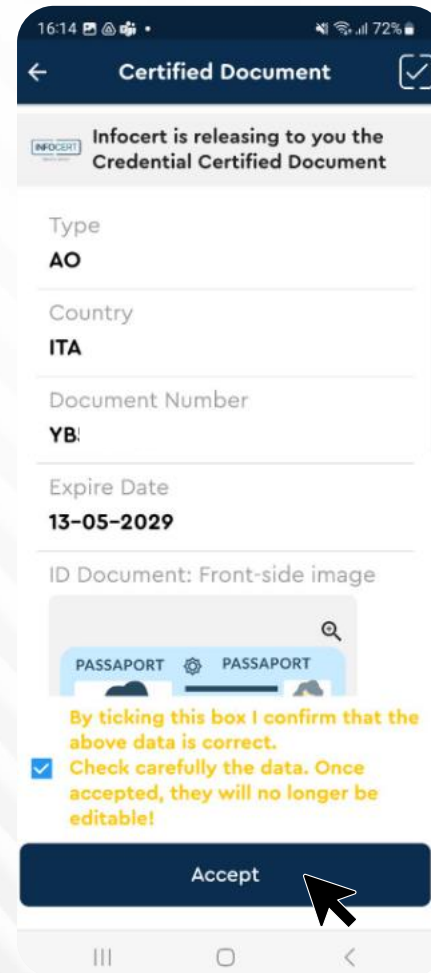 16:14
72%
Certified Document
INFOCERT
Infocert is releasing to you the
Credential Certified Document
Type
AO
Country
ITA
Document Number
YB
Expire Date
13-05-2029
ID Document: Front-side image
PASSAPORT PASSAPORT
By ticking this box I confirm that the
above data is correct.
Check carefully the data. Once
accepted, they will no longer be
editable!
Accept